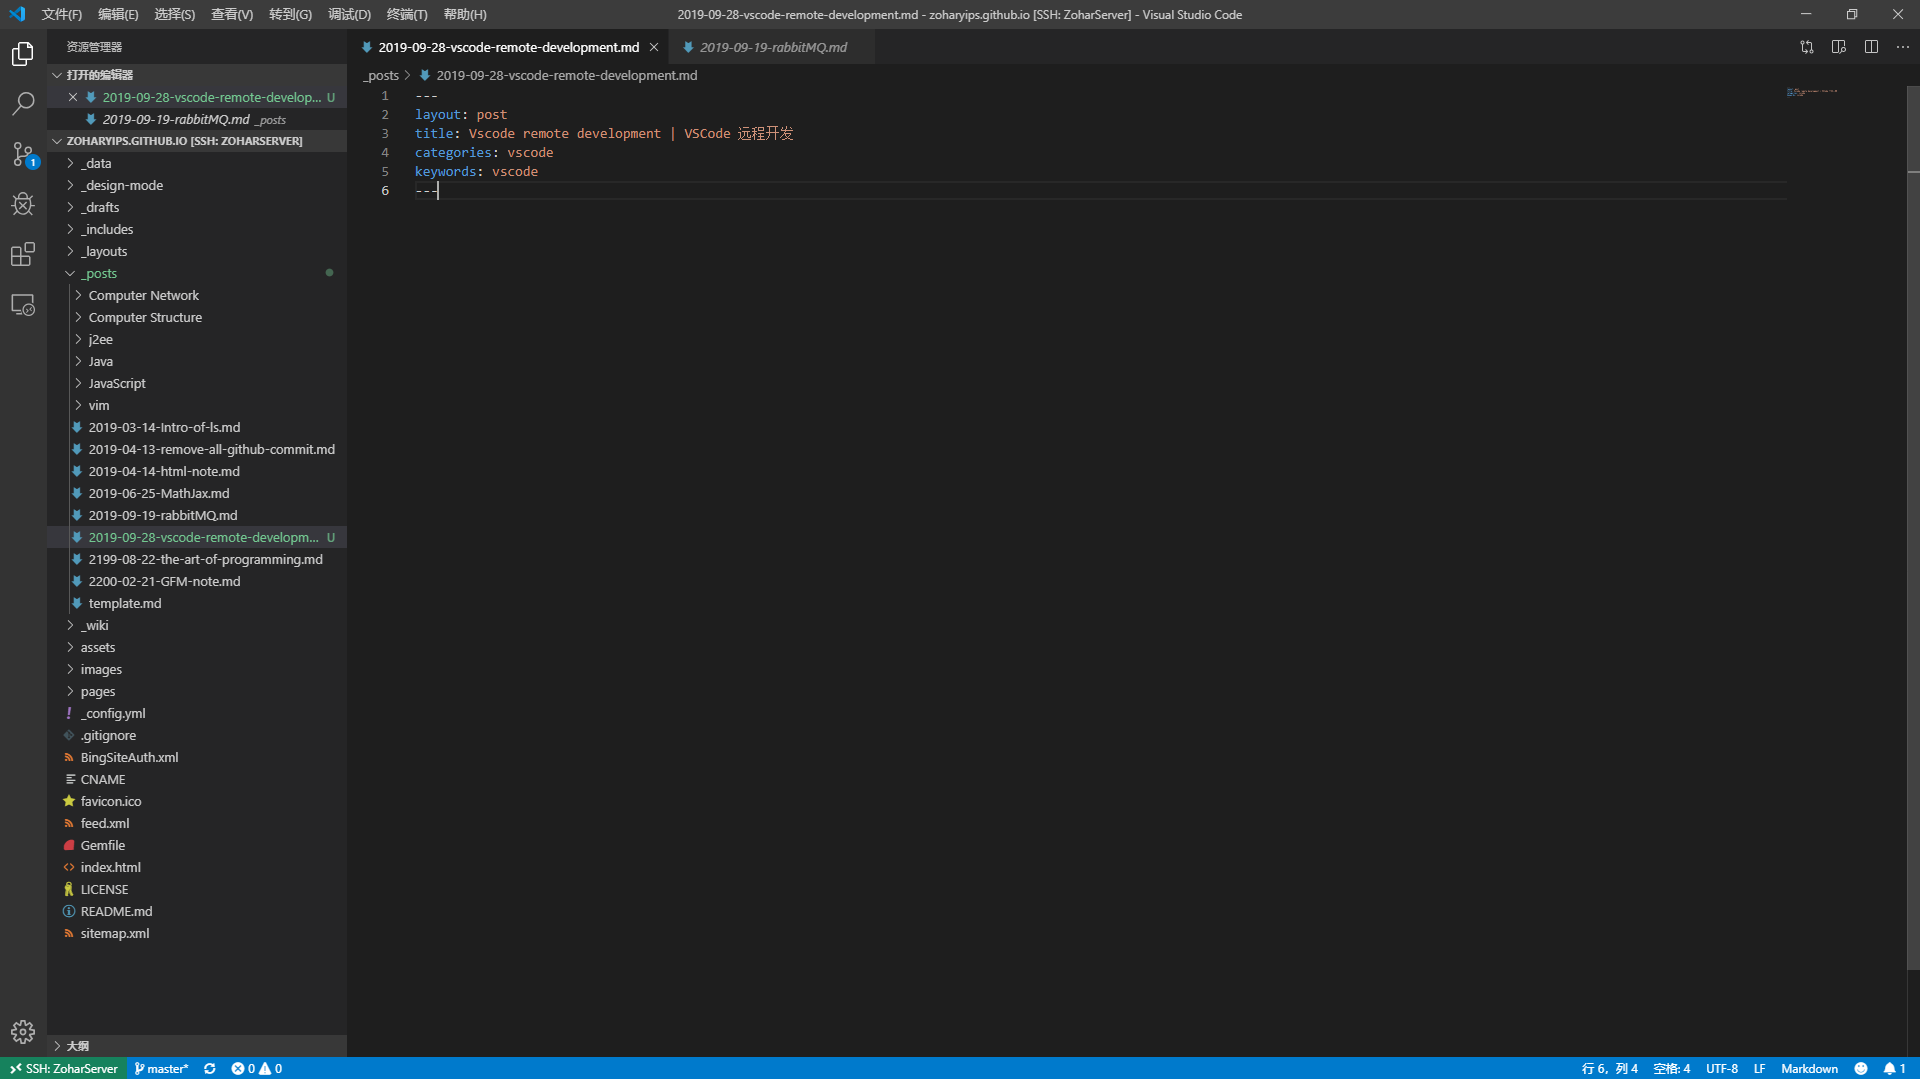 文件(F) 编辑(E) 选择(S) 查看(V) 转到(G) 调试(D) 终端(T) 帮助(H) 2019-09-28-vscode-remote-development.md - zoharyips.github.io [SSH: ZoharServer] - Visual Studio Code
资源管理器
打开的编辑器
2019-09-28-vscode-remote-develop... U
2019-09-19-rabbitMQ.md _posts
ZOHARYIPS.GITHUB.IO [SSH: ZOHARSERVER]
_data
_design-mode
_drafts
_includes
_layouts
_posts
Computer Network
Computer Structure
j2ee
Java
JavaScript
vim
2019-03-14-Intro-of-ls.md
2019-04-13-remove-all-github-commit.md
2019-04-14-html-note.md
2019-06-25-MathJax.md
2019-09-19-rabbitMQ.md
2019-09-28-vscode-remote-developm... U
2199-08-22-the-art-of-programming.md
2200-02-21-GFM-note.md
template.md
_wiki
assets
images
pages
_config.yml
.gitignore
BingSiteAuth.xml
CNAME
favicon.ico
feed.xml
Gemfile
index.html
LICENSE
README.md
sitemap.xml
大纲
1
2019-09-28-vscode-remote-development.md 2019-09-19-rabbitMQ.md
_posts > 2019-09-28-vscode-remote-development.md
1 ---
2 layout: post
3 title: Vscode remote development | VSCode 远程开发
4 categories: vscode
5 keywords: vscode
6 ---
SSH: ZoharServer master* 0 0 行 6，列 4 空格: 4 UTF-8 LF Markdown 1